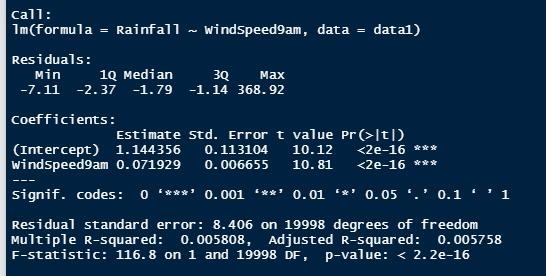 Call:
lm(formula = Rainfall ~ WindSpeed9am, data = data1)
Residuals:
Min 1Q Median 3Q Max
-7.11 -2.37 -1.79 -1.14 368.92
Coefficients:
Estimate Std. Error t value Pr(>|t|)
(Intercept) 1.144356 0.113104 10.12 <2e-16 ***
WindSpeed9am 0.071929 0.006655 10.81 <2e-16 ***
---
Signif. codes: 0 ‘***’ 0.001 ‘**’ 0.01 ‘*’ 0.05 ‘.’ 0.1 ‘ ’ 1
Residual standard error: 8.406 on 19998 degrees of freedom
Multiple R-squared: 0.005808, Adjusted R-squared: 0.005758
F-statistic: 116.8 on 1 and 19998 DF, p-value: < 2.2e-16